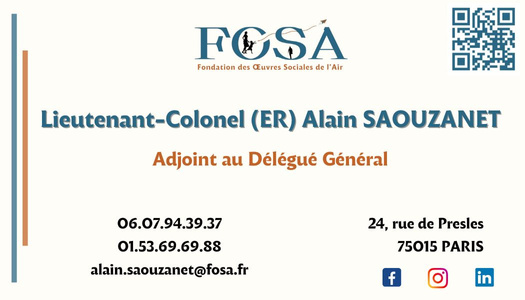 FOSA
Fondation des Œuvres Sociales de l'Air
Lieutenant-Colonel (ER) Alain SAOUZANET
Adjoint au Délégué Général
06.07.94.39.37
01.53.69.69.88
alain.saouzanet@fosa.fr
24, rue de Presles
75015 PARIS